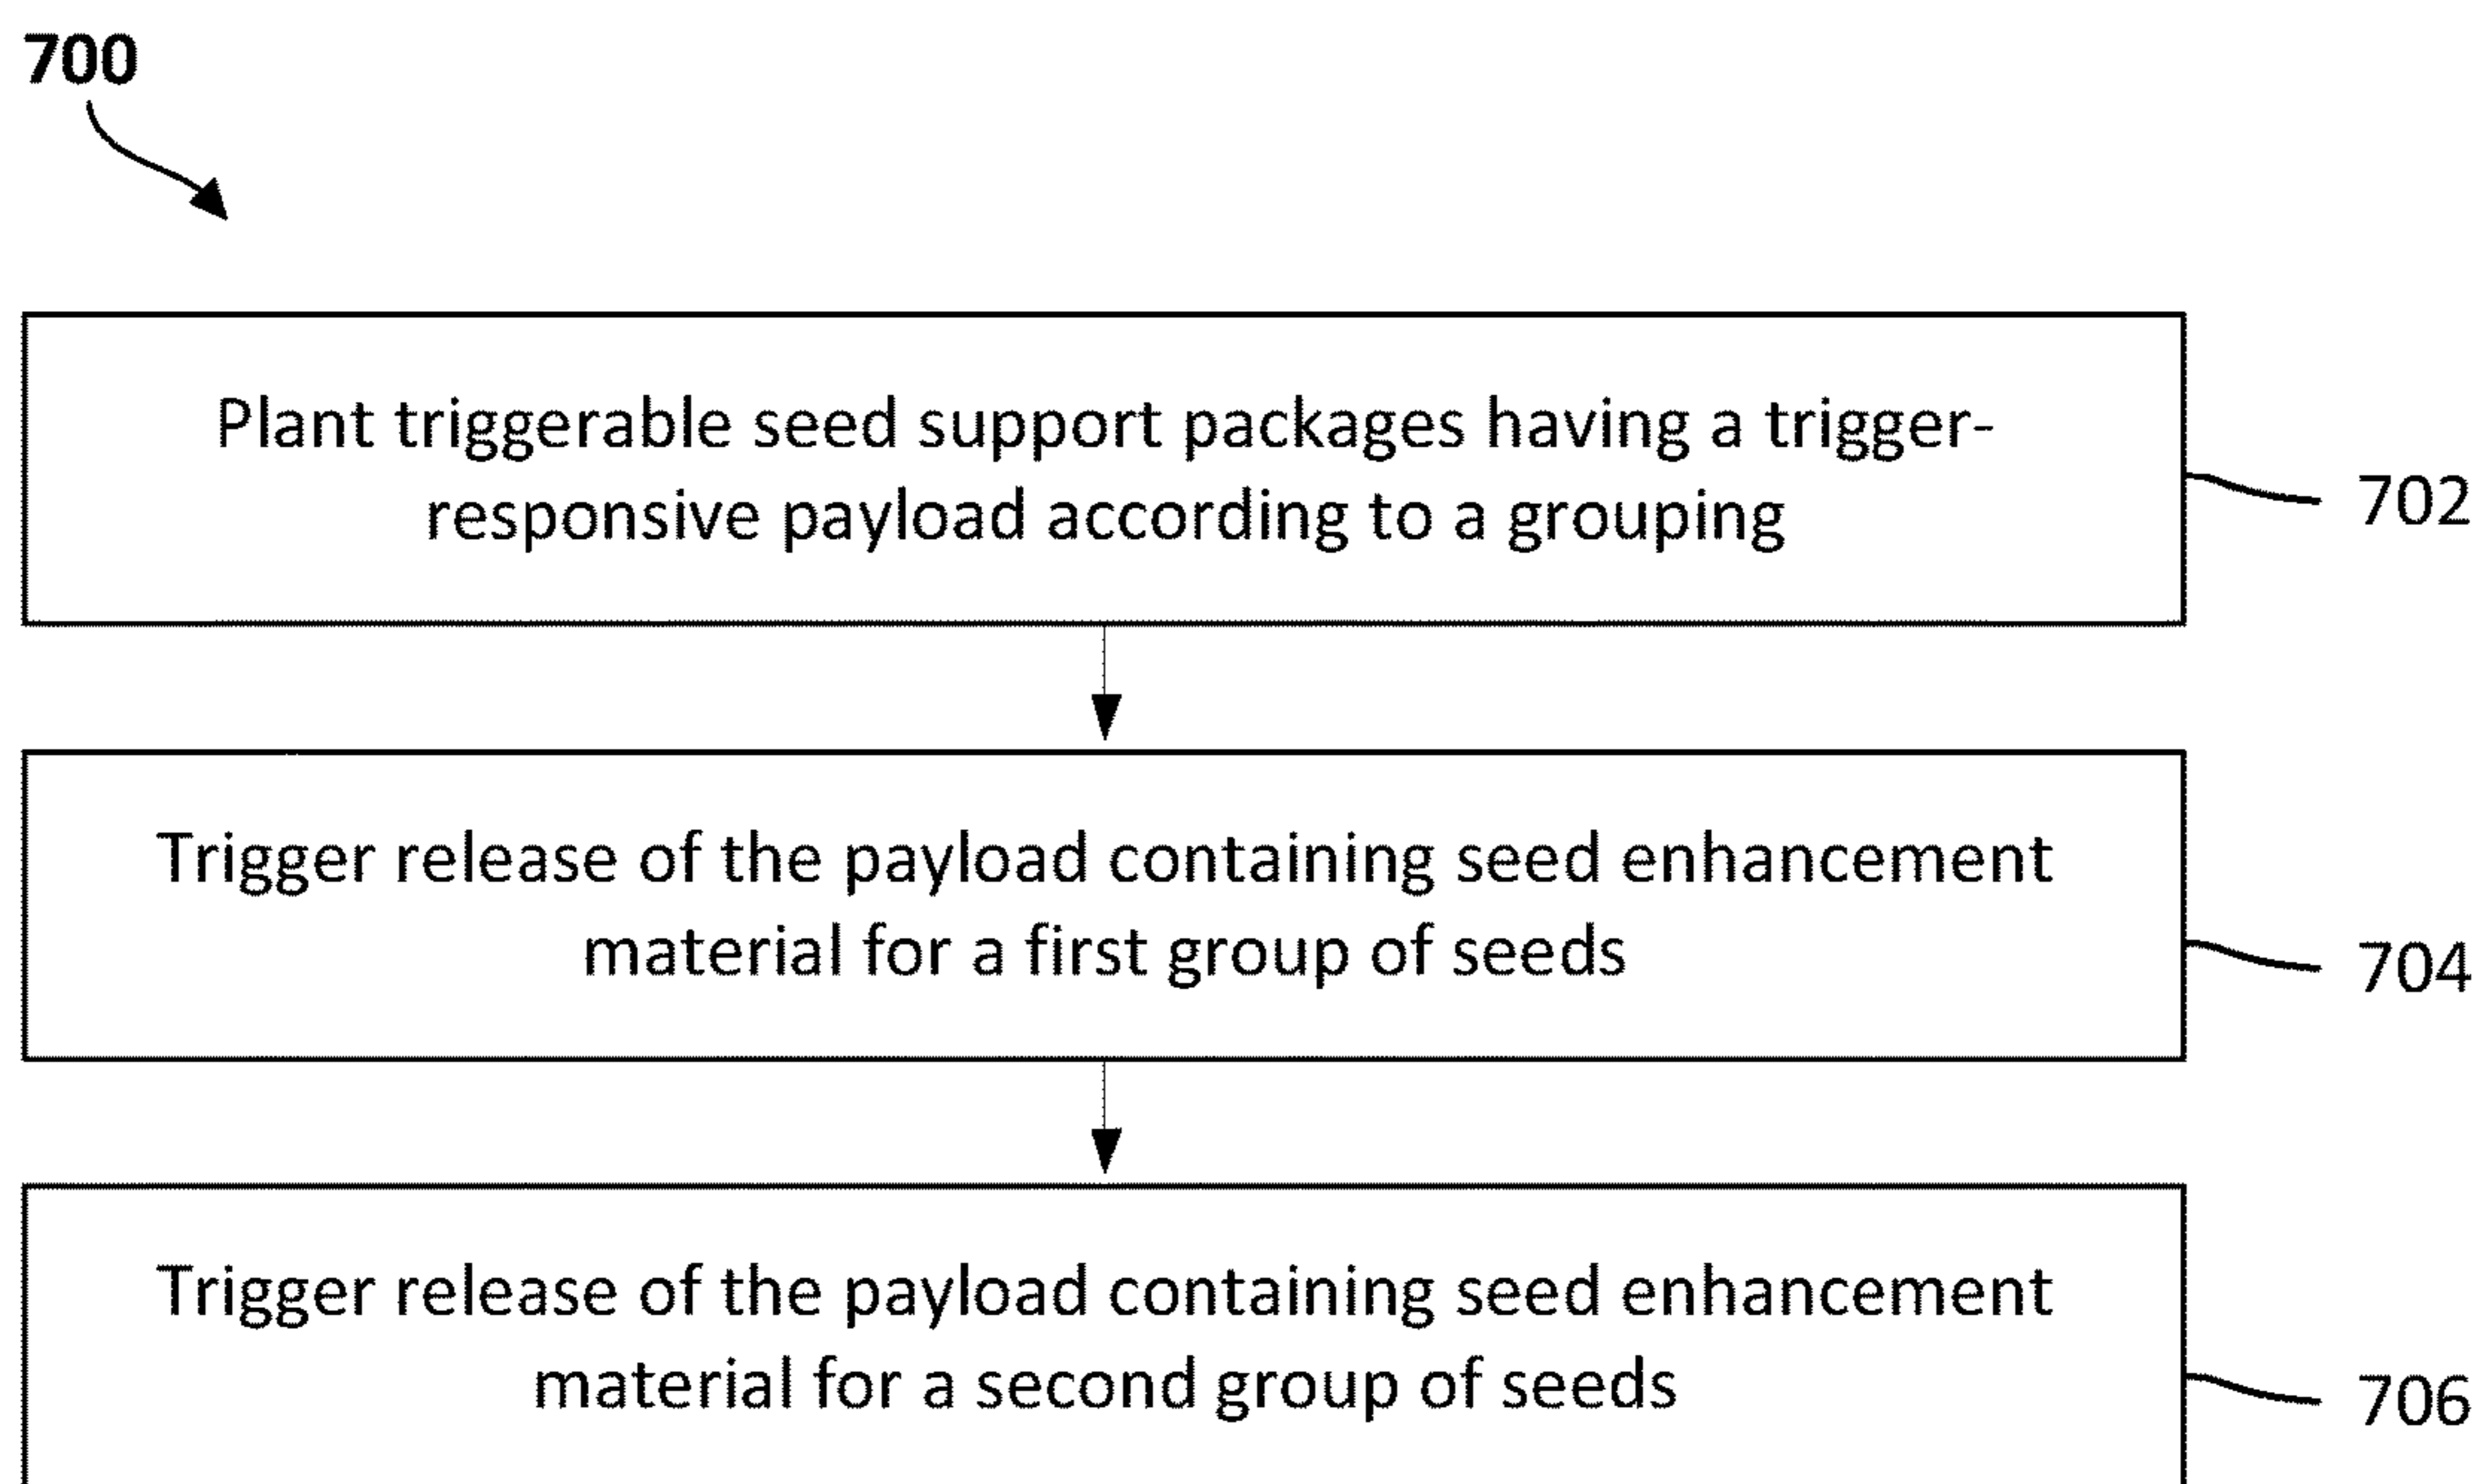 700
Plant triggerable seed support packages having a trigger-
responsive payload according to a grouping
702
Trigger release of the payload containing seed enhancement
material for a first group of seeds
704
Trigger release of the payload containing seed enhancement
material for a second group of seeds
706